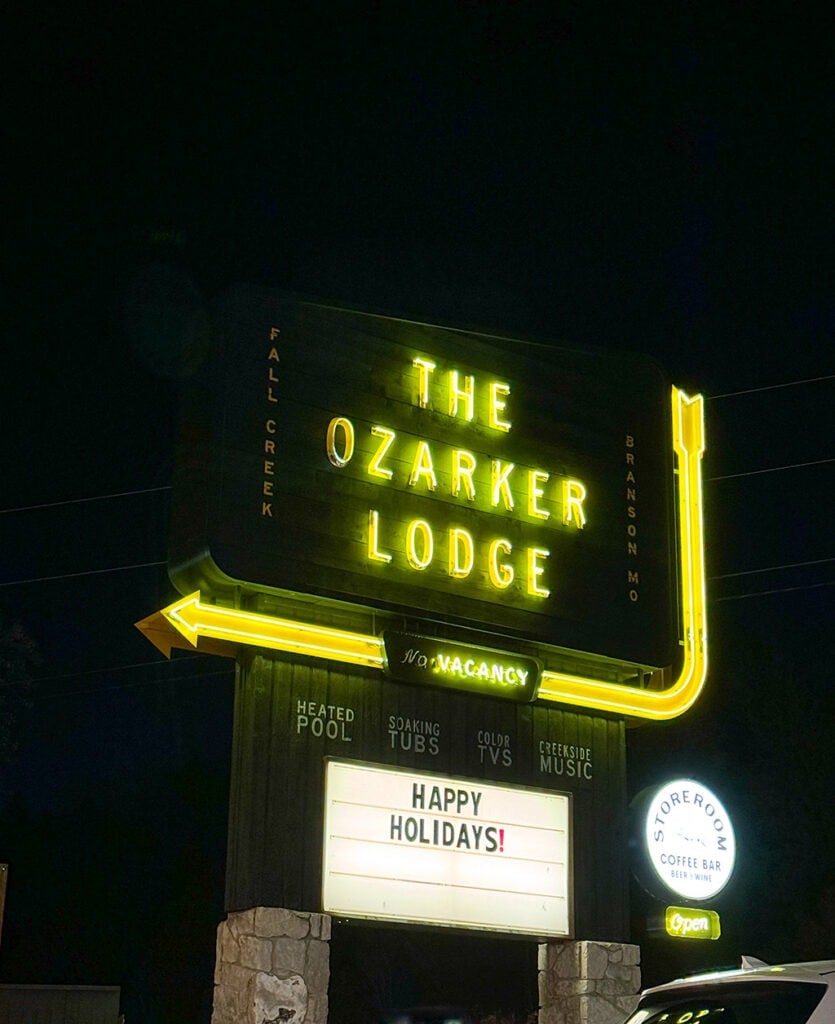 FALL CREEK
THE
OZARKER
LODGE
BRANSON MO
No VACANCY
HEATED
POOL
SOAKING
TUBS
COLOR
TVS
CREEKSIDE
MUSIC
HAPPY
HOLIDAYS!
STOREROOM
COFFEE BAR
BEER + WINE
Open